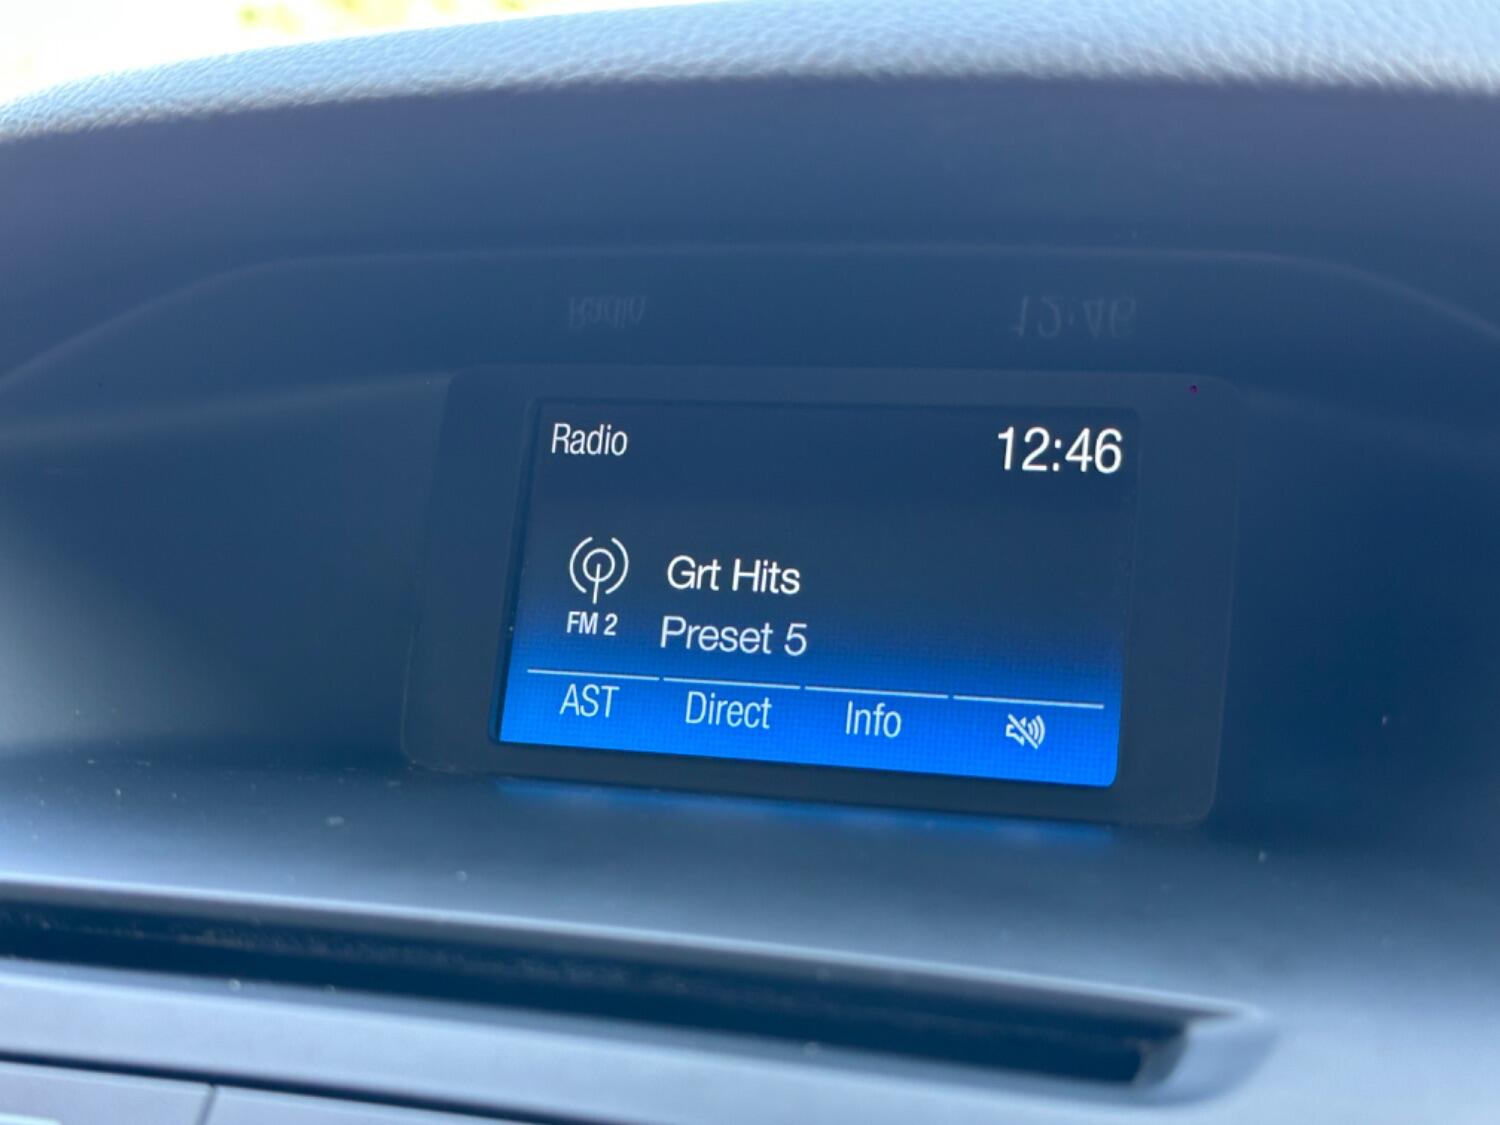 Radio 12:46
Grt Hits
FM 2 Preset 5
AST Direct Info